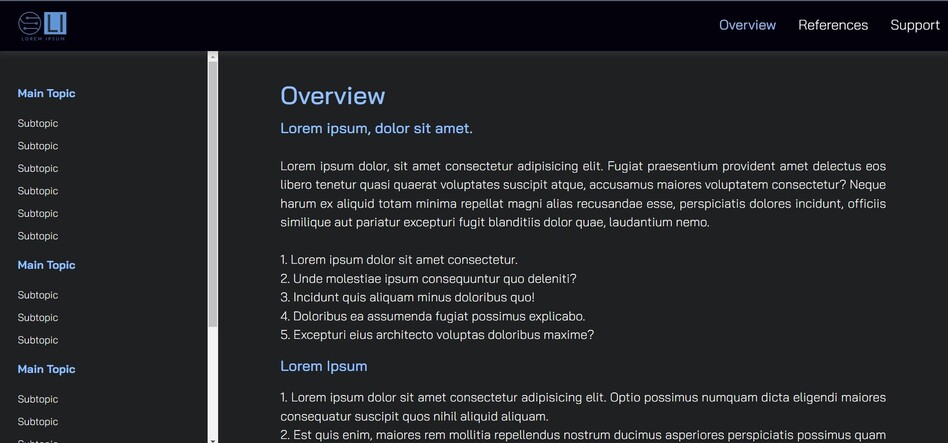 LI
LOREM IPSUM
Overview References Support
Main Topic
Subtopic
Subtopic
Subtopic
Subtopic
Subtopic
Subtopic
Main Topic
Subtopic
Subtopic
Subtopic
Main Topic
Subtopic
Subtopic
Subtopic
Overview
Lorem ipsum, dolor sit amet.
Lorem ipsum dolor, sit amet consectetur adipisicing elit. Fugiat praesentium provident amet delectus eos
libero tenetur quasi quaerat voluptates suscipit atque, accusamus maiores voluptatem consectetur? Neque
harum ex aliquid totam minima repellat magni alias recusandae esse, perspiciatis dolores incidunt, officiis
similique aut pariatur excepturi fugit blanditiis dolor quae, laudantium nemo.
1. Lorem ipsum dolor sit amet consectetur.
2. Unde molestiae ipsum consequuntur quo deleniti?
3. Incidunt quis aliquam minus doloribus quo!
4. Doloribus ea assumenda fugiat possimus explicabo.
5. Excepturi eius architecto voluptas doloribus maxime?
Lorem Ipsum
1. Lorem ipsum dolor sit amet consectetur adipisicing elit. Optio possimus numquam dicta eligendi maiores
consequatur suscipit quos nihil aliquid aliquam.
2. Est quis enim, maiores rem mollitia repellendus nostrum ducimus asperiores perspiciatis possimus quam